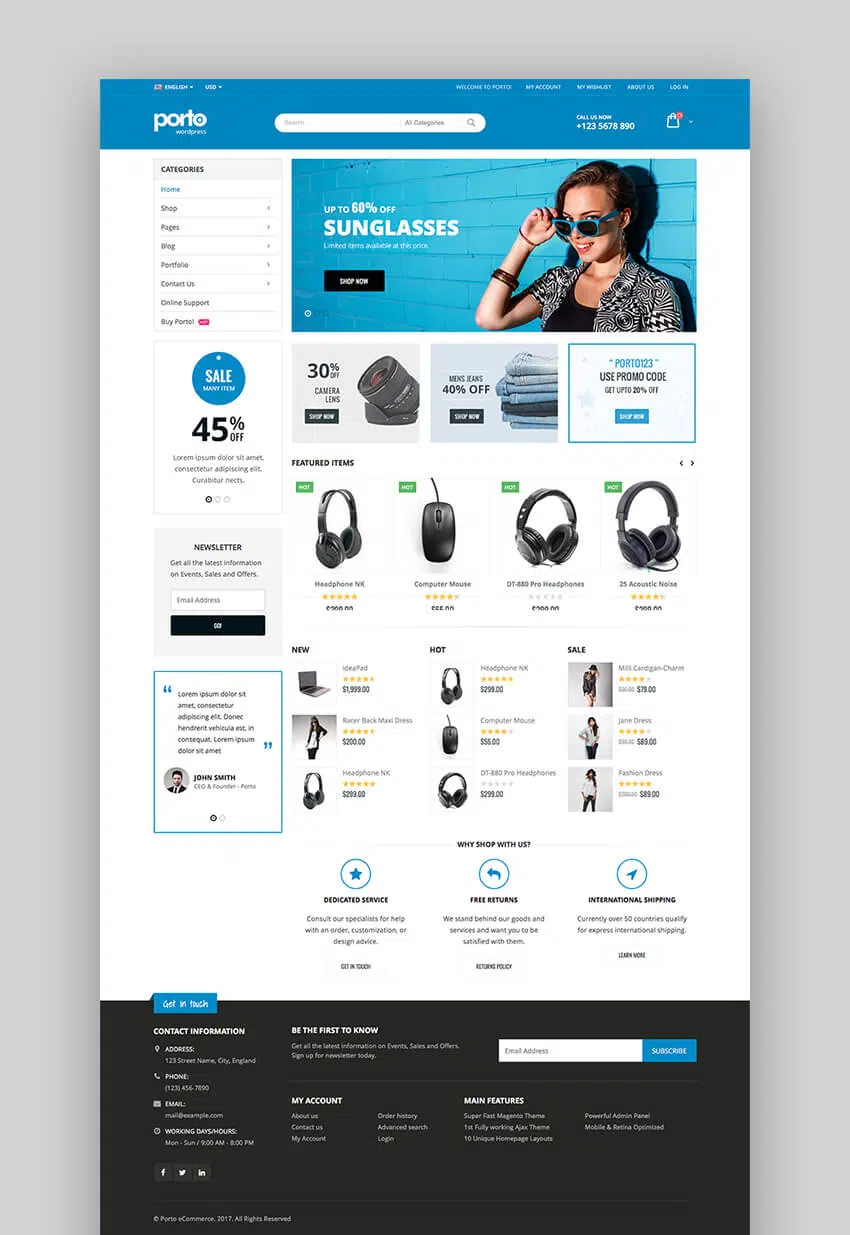 ENGLISH
USD
WELCOME TO PORTO!
MY ACCOUNT
MY WISHLIST
ABOUT US
LOG IN
porto
wordpress
Search...
All Categories
CALL US NOW
+123 5678 890
CATEGORIES
Home
Shop
Pages
Blog
Portfolio
Contact Us
Online Support
Buy Porto! HOT
UP TO 60% OFF
SUNGLASSES
Limited items available at this price.
SHOP NOW
SALE
MANY ITEM
45% OFF
Lorem ipsum dolor sit amet,
consectetur adipiscing elit.
Curabitur nects.
30% OFF
CAMERA
LENS
SHOP NOW
MENS JEANS
40% OFF
SHOP NOW
" PORTO123 "
USE PROMO CODE
GET UPTO 20% OFF
SHOP NOW
FEATURED ITEMS
HOT
HOT
HOT
HOT
Headphone NK
Computer Mouse
DT-880 Pro Headphones
25 Acoustic Noise
$299.00
$55.00
$299.00
$299.00
NEWSLETTER
Get all the latest information
on Events, Sales and Offers.
Email Address
GO!
“ Lorem ipsum dolor sit
amet, consectetur
adipiscing elit. Donec
hendrerit vehicula est, in
consequat. Lorem ipsum
dolor sit amet ”
JOHN SMITH
CEO & Founder - Porto
NEW
IdeaPad
$1,999.00
Racer Back Maxi Dress
$200.00
Headphone NK
$299.00
HOT
Headphone NK
$299.00
Computer Mouse
$55.00
DT-880 Pro Headphones
$299.00
SALE
Milli Cardigan-Charm
$79.00
Jane Dress
$89.00
Fashion Dress
$89.00
WHY SHOP WITH US?
DEDICATED SERVICE
Consult our specialists for help
with an order, customization, or
design advice.
GET IN TOUCH
FREE RETURNS
We stand behind our goods and
services and want you to be
satisfied with them.
RETURNS POLICY
INTERNATIONAL SHIPPING
Currently over 50 countries qualify
for express international shipping.
LEARN MORE
Get in touch
CONTACT INFORMATION
ADDRESS:
123 Street Name, City, England
PHONE:
(123) 456-7890
EMAIL:
mail@example.com
WORKING DAYS/HOURS:
Mon - Sun / 9:00 AM - 8:00 PM
BE THE FIRST TO KNOW
Get all the latest information on Events, Sales and Offers.
Sign up for newsletter today.
Email Address
SUBSCRIBE
MY ACCOUNT
About us
Contact us
My Account
Order history
Advanced search
Login
MAIN FEATURES
Super Fast Magento Theme
1st Fully working Ajax Theme
10 Unique Homepage Layouts
Powerful Admin Panel
Mobile & Retina Optimized
© Porto eCommerce. 2017. All Rights Reserved